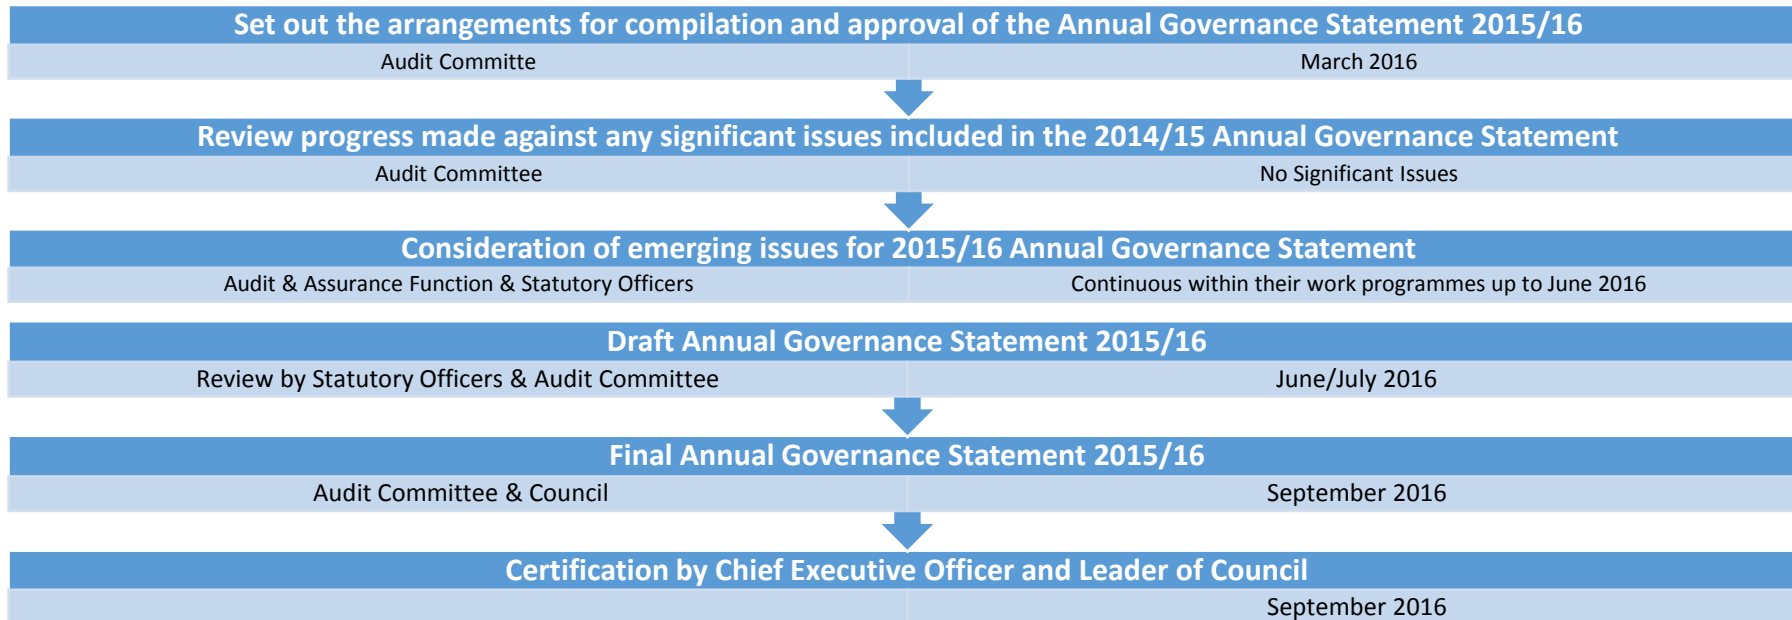 Set out the arrangements for compilation and approval of the Annual Governance Statement 2015/16
Audit Committe March 2016
Review progress made against any significant issues included in the 2014/15 Annual Governance Statement
Audit Committee No Significant Issues
Consideration of emerging issues for 2015/16 Annual Governance Statement
Audit & Assurance Function & Statutory Officers Continuous within their work programmes up to June 2016
Draft Annual Governance Statement 2015/16
Review by Statutory Officers & Audit Committee June/July 2016
Final Annual Governance Statement 2015/16
Audit Committee & Council September 2016
Certification by Chief Executive Officer and Leader of Council
September 2016